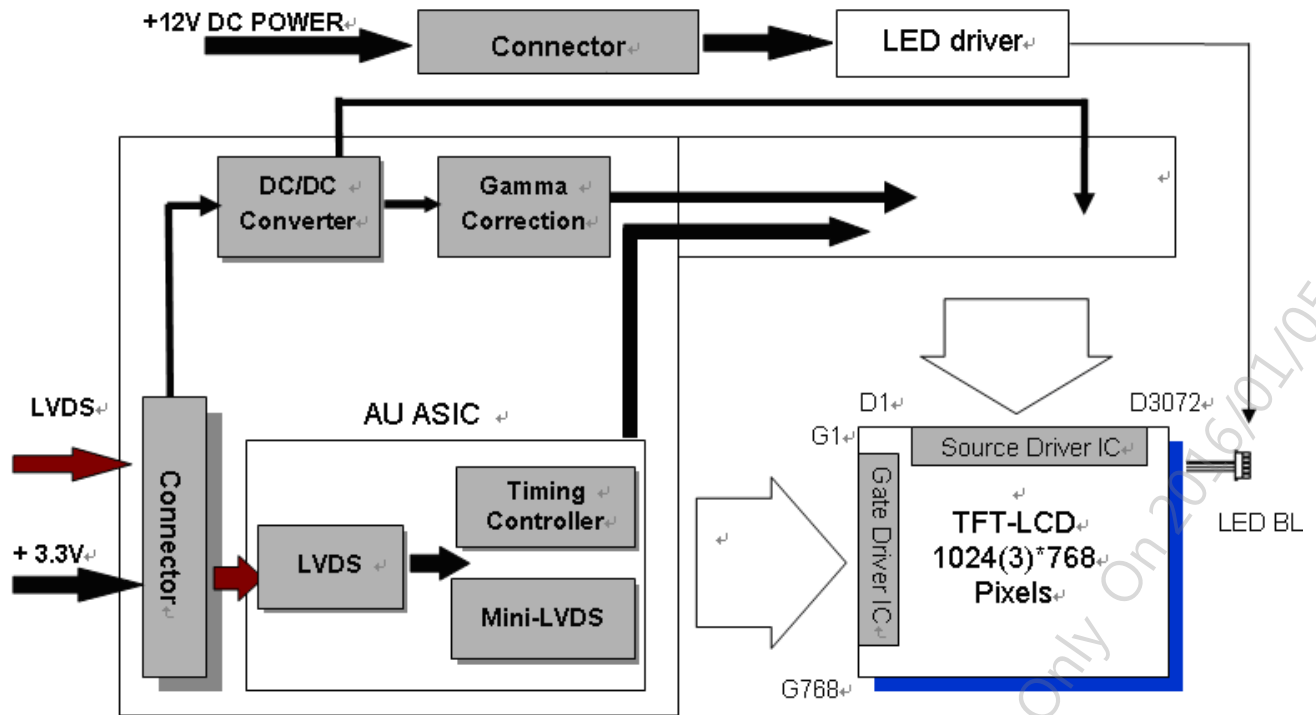 +12V DC POWER
Connector
LED driver
DC/DC
Converter
Gamma
Correction
LVDS
+ 3.3V
Connector
AU ASIC
LVDS
Timing
Controller
Mini-LVDS
D1
D3072
G1
G768
Source Driver IC
Gate Driver IC
TFT-LCD
1024(3)*768
Pixels
LED BL
Only On 2016/01/05